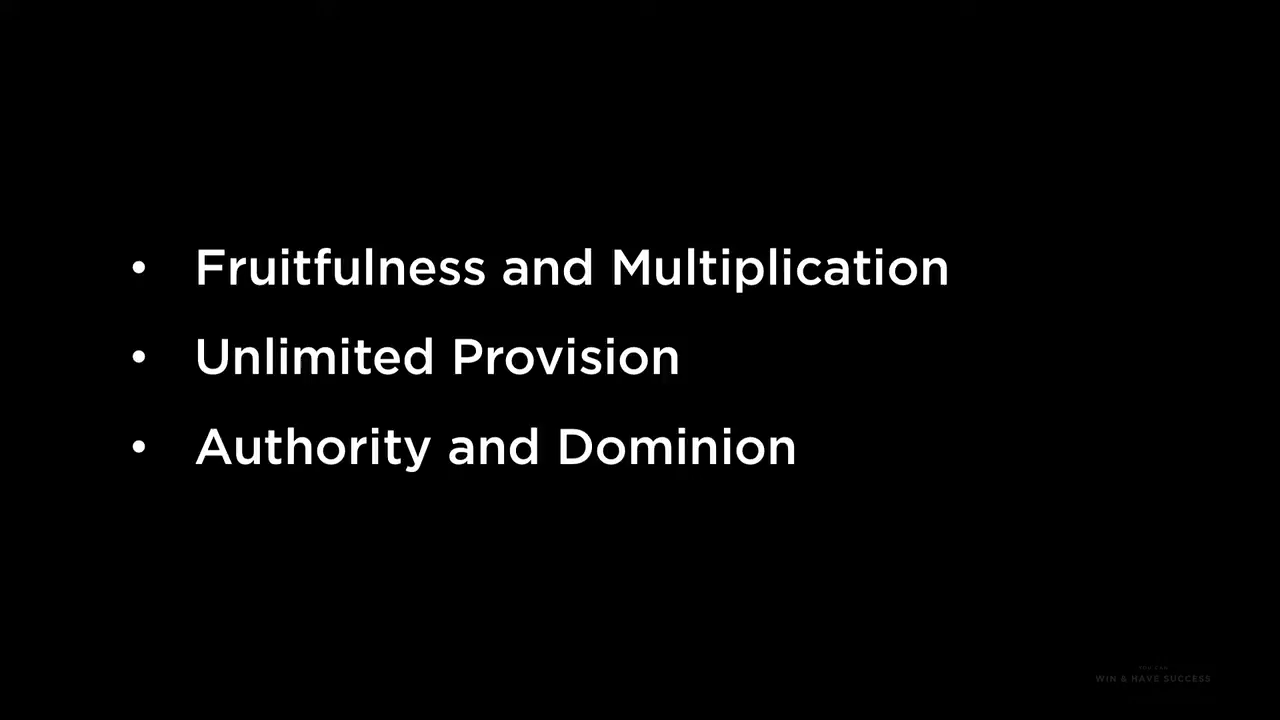 • Fruitfulness and Multiplication
• Unlimited Provision
• Authority and Dominion
WIN & HAVE SUCCESS